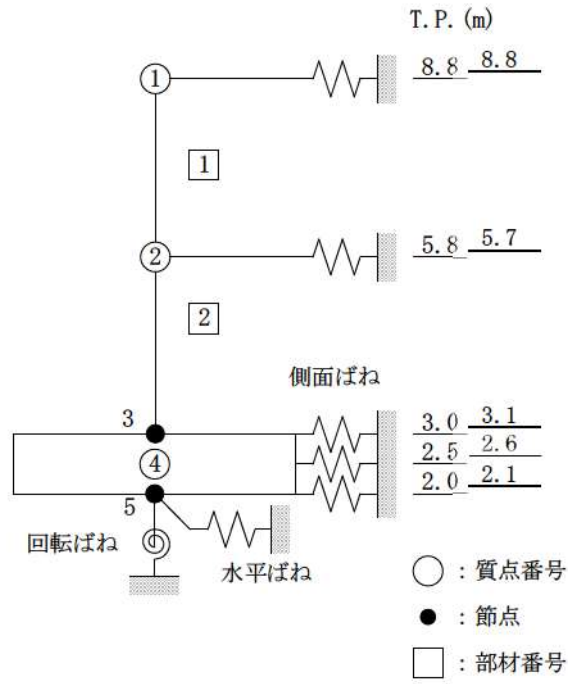 T.P.(m)
1 8.8 8.8
1
2 5.8 5.7
2
側面ばね
3 3.0 3.1
4 2.5 2.6
5 2.0 2.1
回転ばね
水平ばね
○ : 質点番号
● : 節点
□ : 部材番号